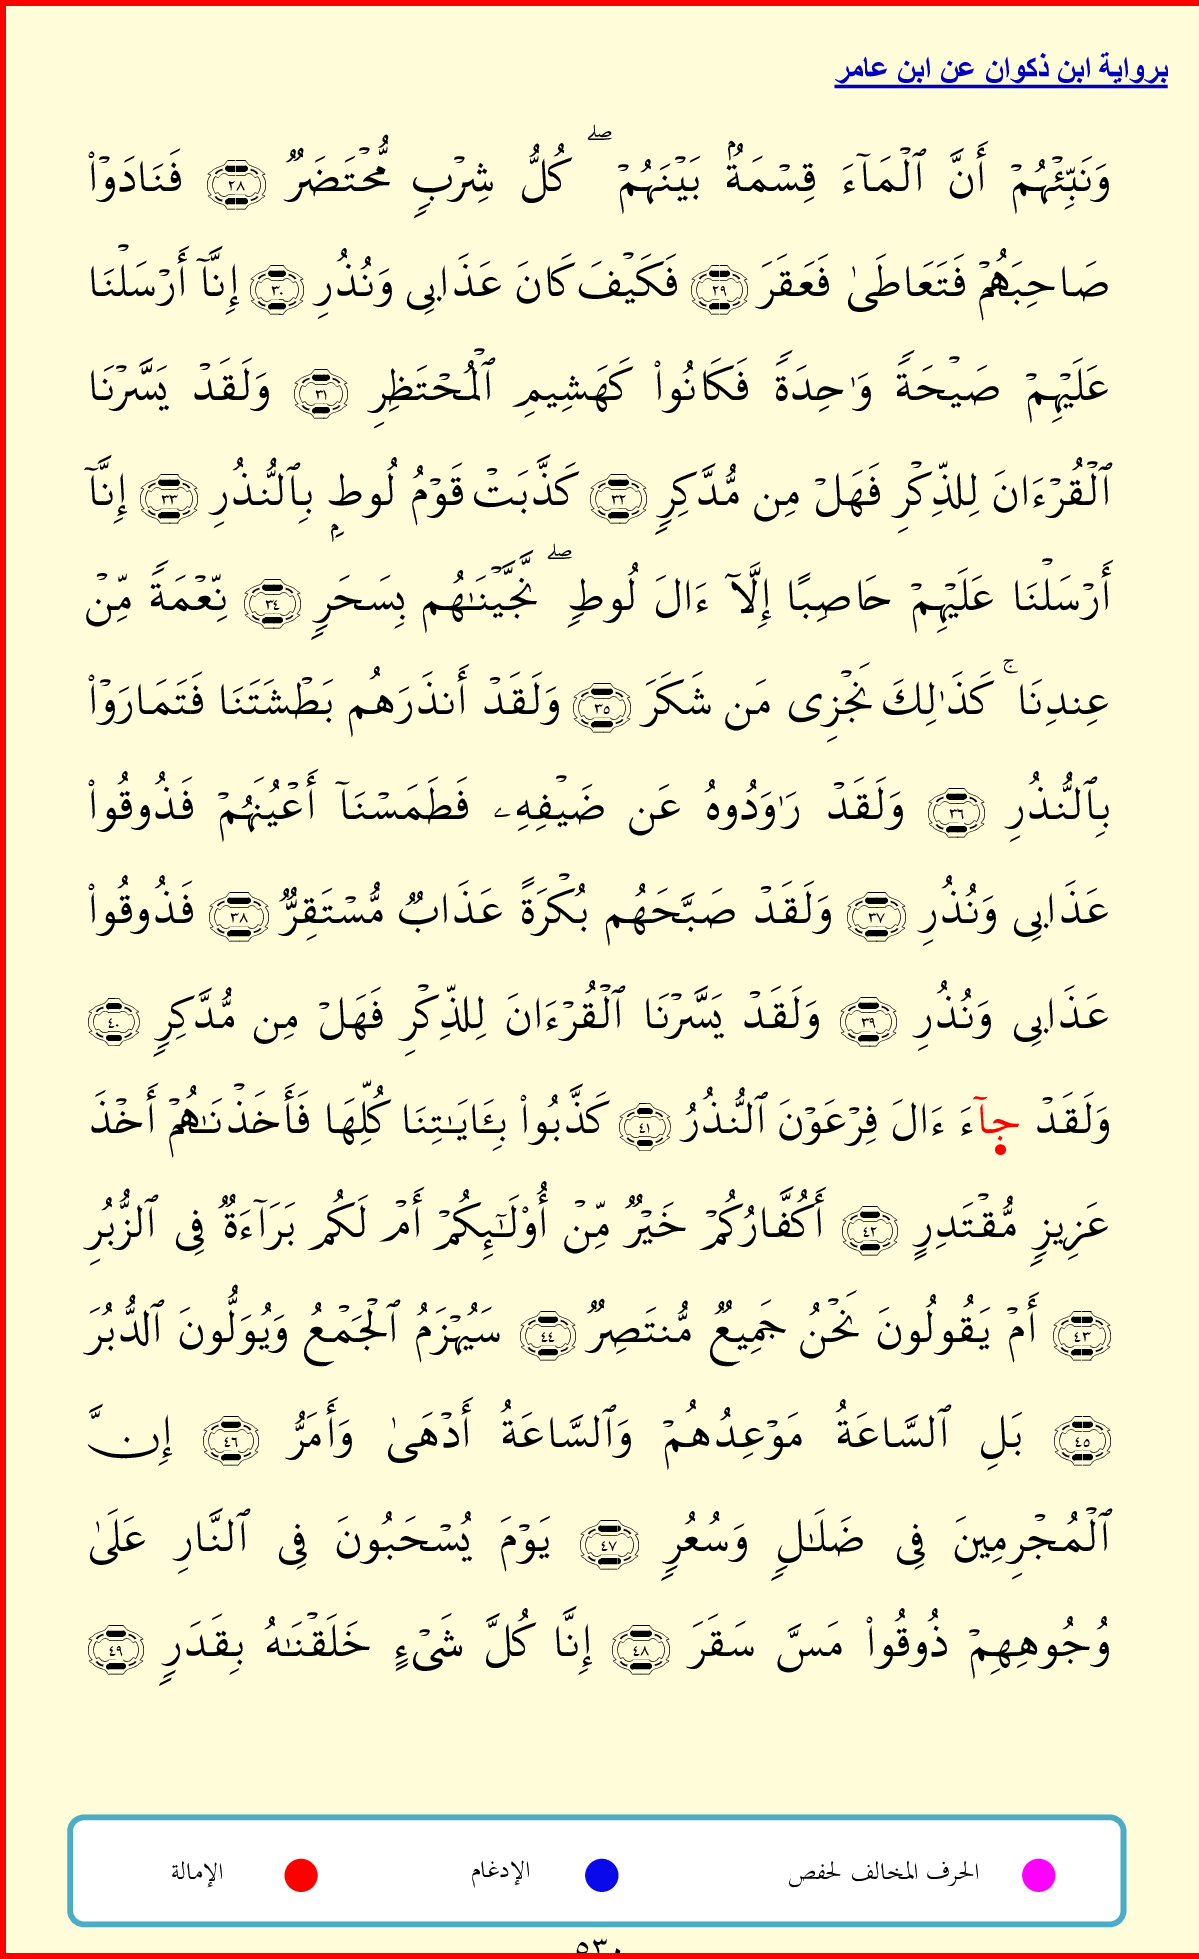 برواية ابن ذكوان عن ابن عامر
وَنَبِّئْهُمْ أَنَّ ٱلْمَآءَ قِسْمَةٌۢ بَيْنَهُمْ ۖ كُلُّ شِرْبٍ مُّحْتَضَرٌ ٢٨ فَنَادَوْا۟
صَاحِبَهُمْ فَتَعَاطَىٰ فَعَقَرَ ٢٩ فَكَيْفَ كَانَ عَذَابِى وَنُذُرِ ٣٠ إِنَّآ أَرْسَلْنَا
عَلَيْهِمْ صَيْحَةً وَٰحِدَةً فَكَانُوا۟ كَهَشِيمِ ٱلْمُحْتَظِرِ ٣١ وَلَقَدْ يَسَّرْنَا
ٱلْقُرْءَانَ لِلذِّكْرِ فَهَلْ مِن مُّدَّكِرٍ ٣٢ كَذَّبَتْ قَوْمُ لُوطٍۭ بِٱلنُّذُرِ ٣٣ إِنَّآ
أَرْسَلْنَا عَلَيْهِمْ حَاصِبًا إِلَّآ ءَالَ لُوطٍ ۖ نَّجَّيْنَـٰهُم بِسَحَرٍ ٣٤ نِّعْمَةً مِّنْ
عِندِنَا ۚ كَذَٰلِكَ نَجْزِى مَن شَكَرَ ٣٥ وَلَقَدْ أَنذَرَهُم بَطْشَتَنَا فَتَمَارَوْا۟
بِٱلنُّذُرِ ٣٦ وَلَقَدْ رَٰوَدُوهُ عَن ضَيْفِهِۦ فَطَمَسْنَآ أَعْيُنَهُمْ فَذُوقُوا۟
عَذَابِى وَنُذُرِ ٣٧ وَلَقَدْ صَبَّحَهُم بُكْرَةً عَذَابٌ مُّسْتَقِرٌّ ٣٨ فَذُوقُوا۟
عَذَابِى وَنُذُرِ ٣٩ وَلَقَدْ يَسَّرْنَا ٱلْقُرْءَانَ لِلذِّكْرِ فَهَلْ مِن مُّدَّكِرٍ ٤٠
وَلَقَدْ جَآءَ ءَالَ فِرْعَوْنَ ٱلنُّذُرُ ٤١ كَذَّبُوا۟ بِـَٔايَـٰتِنَا كُلِّهَا فَأَخَذْنَـٰهُمْ أَخْذَ
عَزِيزٍ مُّقْتَدِرٍ ٤٢ أَكُفَّارُكُمْ خَيْرٌ مِّنْ أُو۟لَـٰٓئِكُمْ أَمْ لَكُم بَرَآءَةٌ فِى ٱلزُّبُرِ
٤٣ أَمْ يَقُولُونَ نَحْنُ جَمِيعٌ مُّنتَصِرٌ ٤٤ سَيُهْزَمُ ٱلْجَمْعُ وَيُوَلُّونَ ٱلدُّبُرَ
٤٥ بَلِ ٱلسَّاعَةُ مَوْعِدُهُمْ وَٱلسَّاعَةُ أَدْهَىٰ وَأَمَرُّ ٤٦ إِنَّ
ٱلْمُجْرِمِينَ فِى ضَلَـٰلٍ وَسُعُرٍ ٤٧ يَوْمَ يُسْحَبُونَ فِى ٱلنَّارِ عَلَىٰ
وُجُوهِهِمْ ذُوقُوا۟ مَسَّ سَقَرَ ٤٨ إِنَّا كُلَّ شَىْءٍ خَلَقْنَـٰهُ بِقَدَرٍ ٤٩
الحرف المخالف لحفص الإدغام الإمالة
٥٣٠